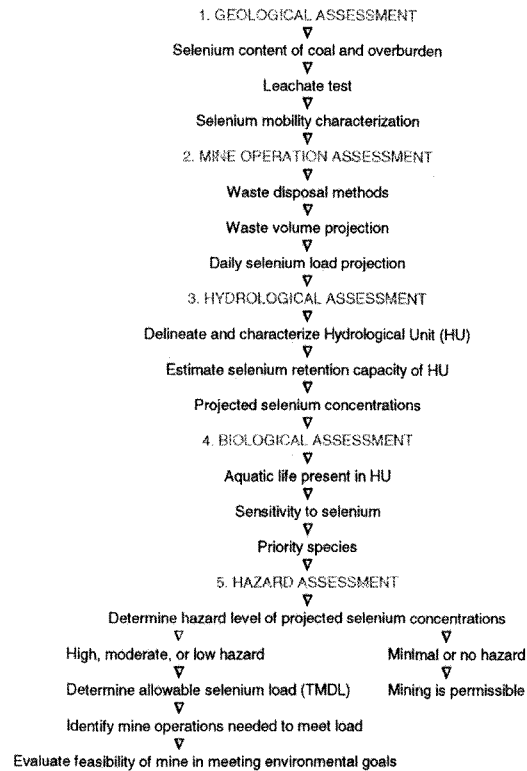 1. GEOLOGICAL ASSESSMENT
Selenium content of coal and overburden
Leachate test
Selenium mobility characterization
2. MINE OPERATION ASSESSMENT
Waste disposal methods
Waste volume projection
Daily selenium load projection
3. HYDROLOGICAL ASSESSMENT
Delineate and characterize Hydrological Unit (HU)
Estimate selenium retention capacity of HU
Projected selenium concentrations
4. BIOLOGICAL ASSESSMENT
Aquatic life present in HU
Sensitivity to selenium
Priority species
5. HAZARD ASSESSMENT
Determine hazard level of projected selenium concentrations
High, moderate, or low hazard
Minimal or no hazard
Determine allowable selenium load (TMDL)
Mining is permissible
Identify mine operations needed to meet load
Evaluate feasibility of mine in meeting environmental goals